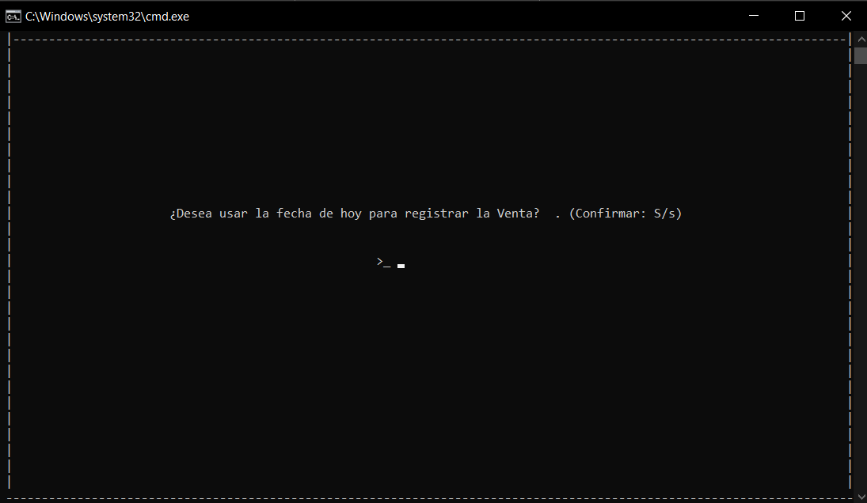 C:\Windows\system32\cmd.exe
¿Desea usar la fecha de hoy para registrar la Venta?  . (Confirmar: S/s)
>_